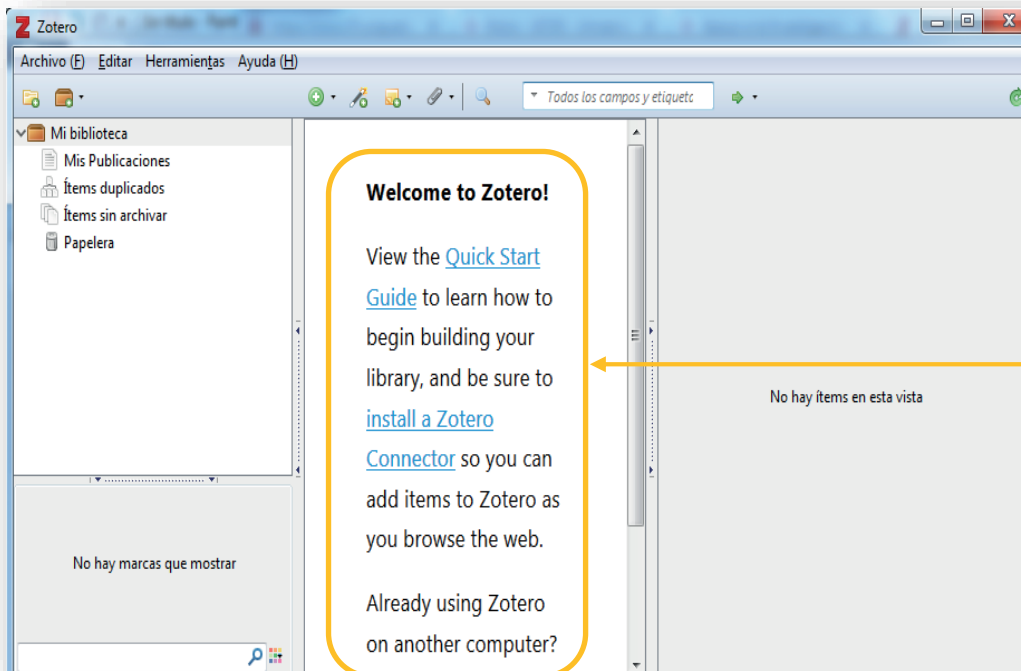 Zotero
Archivo (F) Editar Herramientas Ayuda (H)
Todos los campos y etiquetc
Mi biblioteca
Mis Publicaciones
Ítems duplicados
Ítems sin archivar
Papelera
No hay marcas que mostrar
Welcome to Zotero!
View the Quick Start
Guide to learn how to
begin building your
library, and be sure to
install a Zotero
Connector so you can
add items to Zotero as
you browse the web.
Already using Zotero
on another computer?
No hay ítems en esta vista